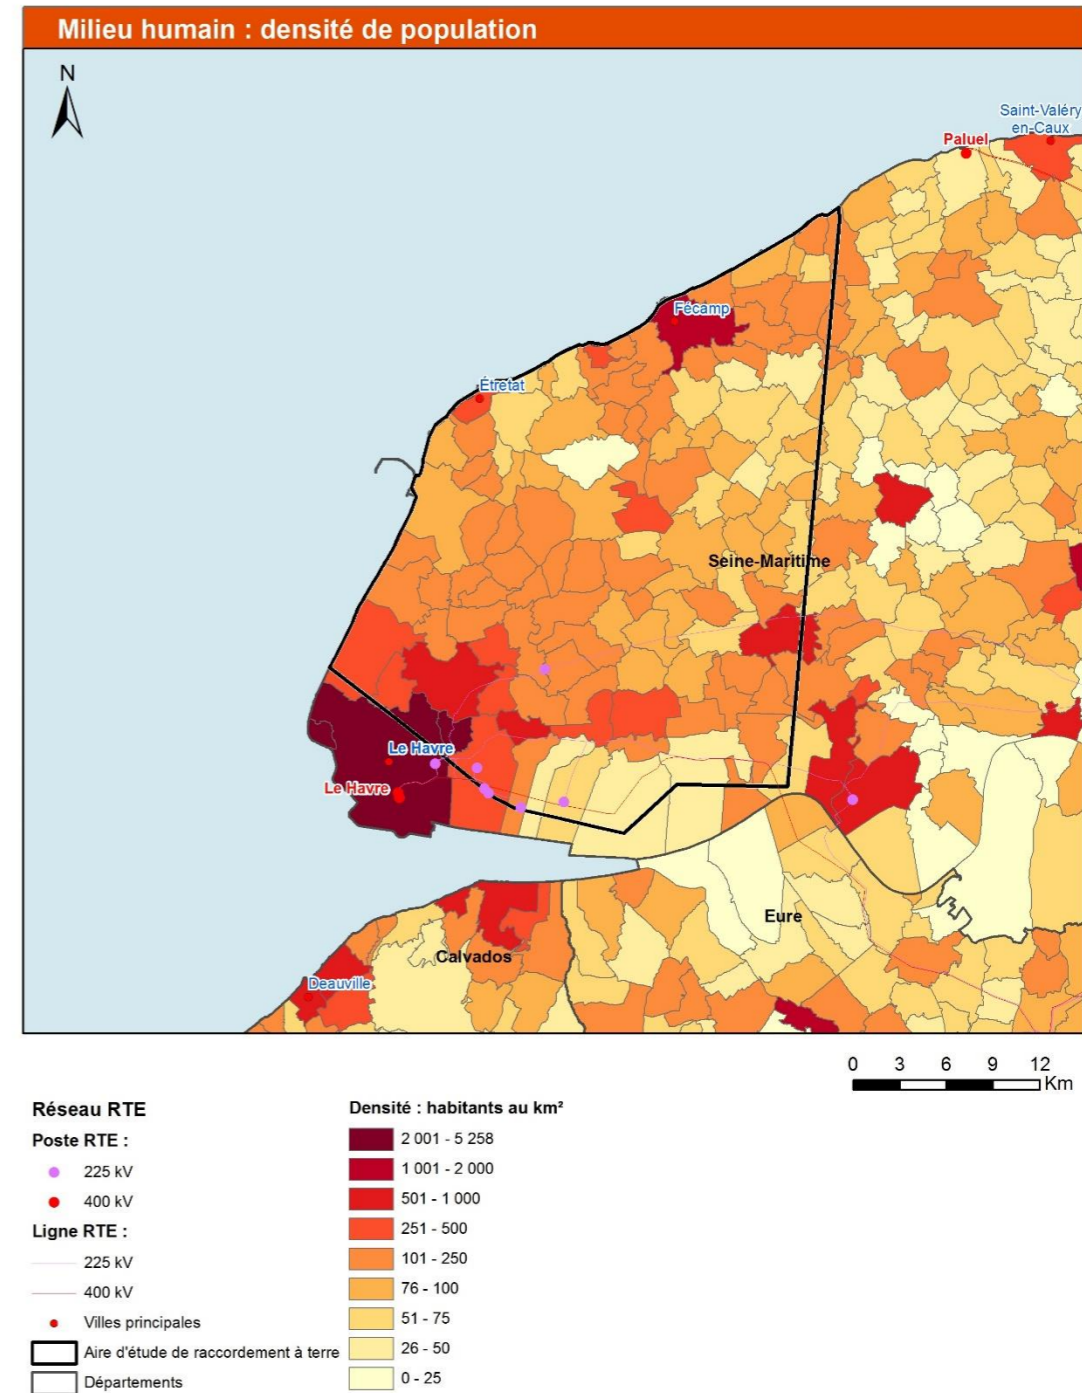 Milieu humain : densité de population
N
Saint-Valéry
en-Caux
Paluel
Fécamp
Étretat
Seine-Maritime
Le Havre
Le Havre
Eure
Calvados
Deauville
0 3 6 9 12
Km
Réseau RTE
Poste RTE :
225 kV
400 kV
Ligne RTE :
225 kV
400 kV
Villes principales
Aire d'étude de raccordement à terre
Départements
Densité : habitants au km²
2 001 - 5 258
1 001 - 2 000
501 - 1 000
251 - 500
101 - 250
76 - 100
51 - 75
26 - 50
0 - 25